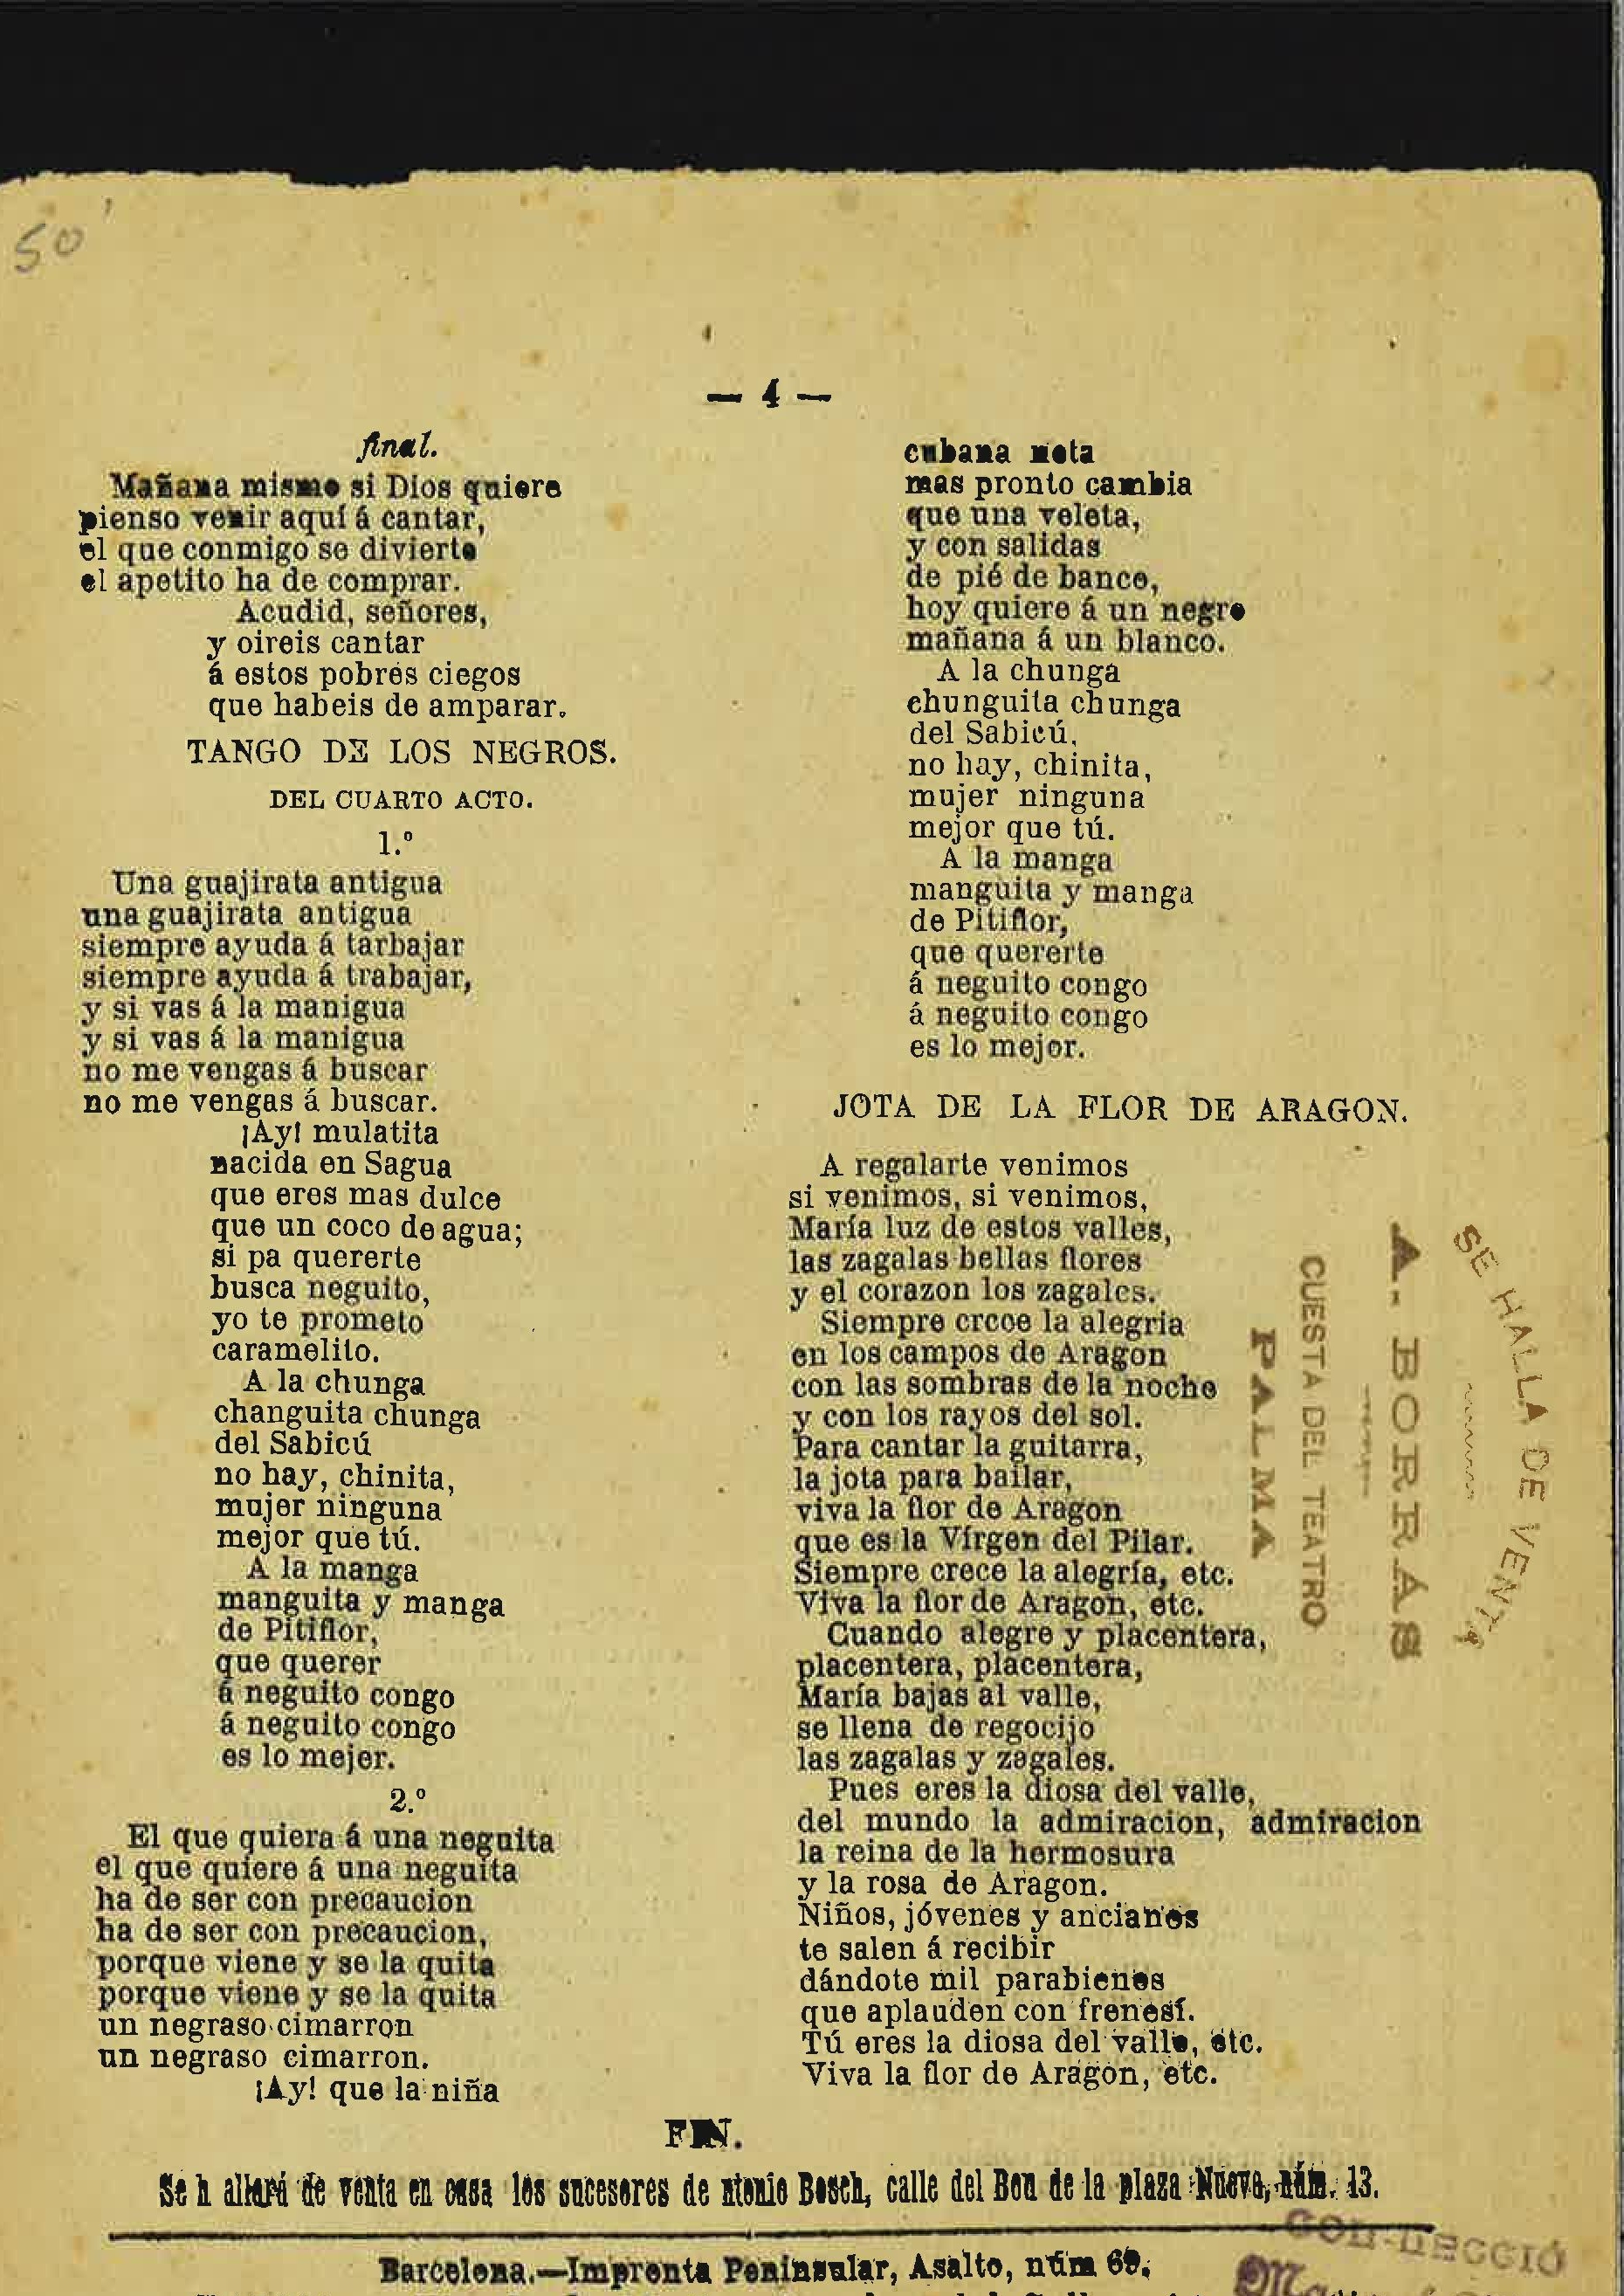 50
— 4 —
final.
Mañana mismo si Dios quiere
pienso venir aquí á cantar,
el que conmigo se divierte
el apetito ha de comprar.
Acudid, señores,
y oireis cantar
á estos pobres ciegos
que habeis de amparar.
TANGO DE LOS NEGROS.
DEL CUARTO ACTO.
1.º
Una guajirata antigua
una guajirata antigua
siempre ayuda á tarbajar
siempre ayuda á trabajar,
y si vas á la manigua
y si vas á la manigua
no me vengas á buscar
no me vengas á buscar.
¡Ay! mulatita
nacida en Sagua
que eres mas dulce
que un coco de agua;
si pa quererte
busca neguito,
yo te prometo
caramelito.
A la chunga
changuita chunga
del Sabicú
no hay, chinita,
mujer ninguna
mejor que tú.
A la manga
manguita y manga
de Pitiflor,
que querer
á neguito congo
á neguito congo
es lo mejer.
2.º
El que quiera á una neguita
el que quiere á una neguita
ha de ser con precaucion
ha de ser con precaucion,
porque viene y se la quita
porque viene y se la quita
un negraso cimarron
un negraso cimarron.
¡Ay! que la niña
cubana neta
mas pronto cambia
que una veleta,
y con salidas
de pié de banco,
hoy quiere á un negro
mañana á un blanco.
A la chunga
chunguita chunga
del Sabicú,
no hay, chinita,
mujer ninguna
mejor que tú.
A la manga
manguita y manga
de Pitiflor,
que quererte
á neguito congo
á neguito congo
es lo mejor.
JOTA DE LA FLOR DE ARAGON.
A regalarte venimos
si venimos, si venimos,
María luz de estos valles,
las zagalas bellas flores
y el corazon los zagales.
Siempre crece la alegria
en los campos de Aragon
con las sombras de la noche
y con los rayos del sol.
Para cantar la guitarra,
la jota para bailar,
viva la flor de Aragon
que es la Vírgen del Pilar.
Siempre crece la alegría, etc.
Viva la flor de Aragon, etc.
Cuando alegre y placentera,
placentera, placentera,
María bajas al valle,
se llena de regocijo
las zagalas y zagales.
Pues eres la diosa del valle,
del mundo la admiracion, admiracion
la reina de la hermosura
y la rosa de Aragon.
Niños, jóvenes y ancianos
te salen á recibir
dándote mil parabienes
que aplauden con frenesí.
Tú eres la diosa del valle, etc.
Viva la flor de Aragon, etc.
SE HALLA DE VENTA
A. BORRÁS
CUESTA DEL TEATRO
PALMA
FIN.
Se h allará de venta en casa los sucesores de ntonio Bosch, calle del Bou de la plaza Nueva, núm. 13.
Barcelona.—Imprenta Peninsular, Asalto, núm 69.